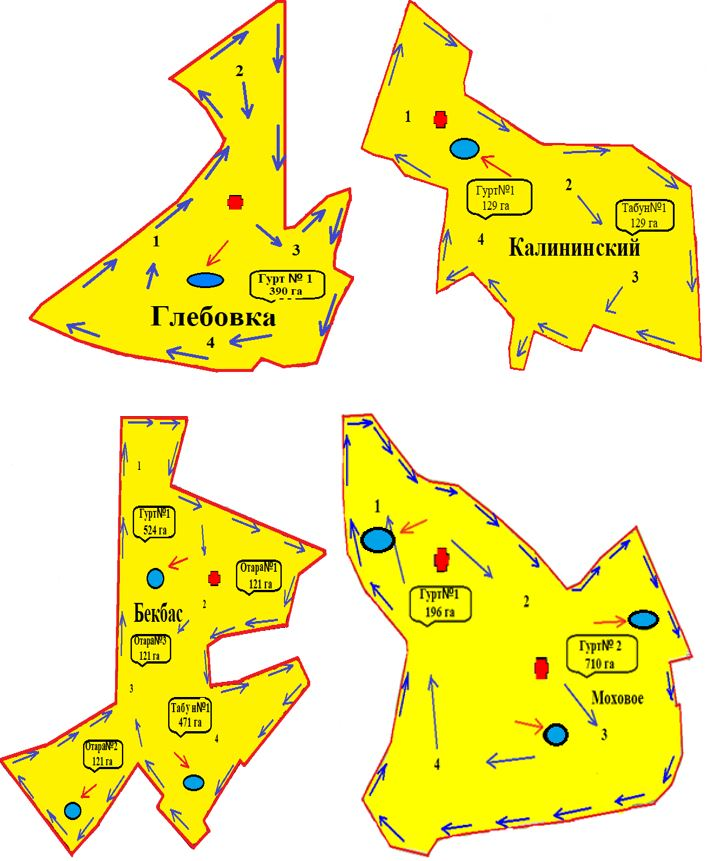 2
1
3
Гурт № 1
390 га
Глебовка
4
1
Гурт№1
129 га
2
Табун№1
129 га
4
Калининский
3
1
Гурт№1
524 га
Отара№1
121 га
2
Бекбас
Отара№3
121 га
3
Табун№1
471 га
4
Отара№2
121 га
1
Гурт№1
196 га
2
Гурт№ 2
710 га
Моховое
3
4